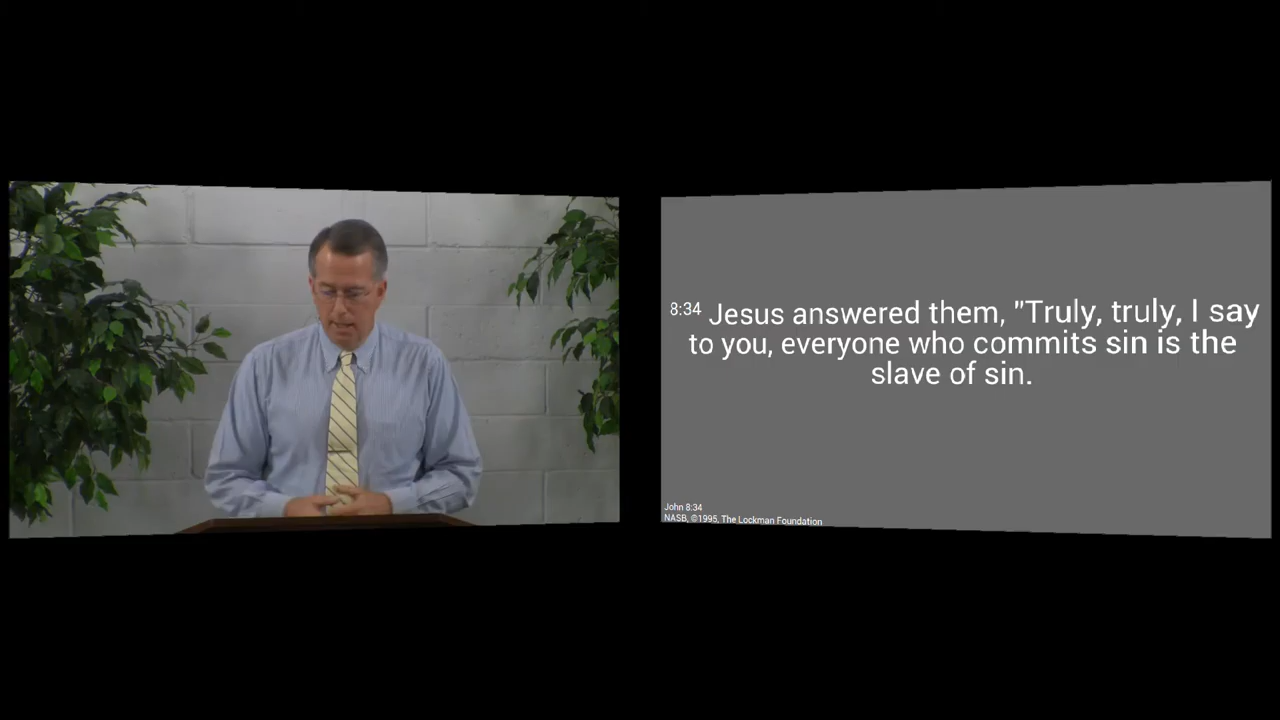 8:34 Jesus answered them, "Truly, truly, I say
to you, everyone who commits sin is the
slave of sin.
John 8:34
NASB, ©1995, The Lockman Foundation